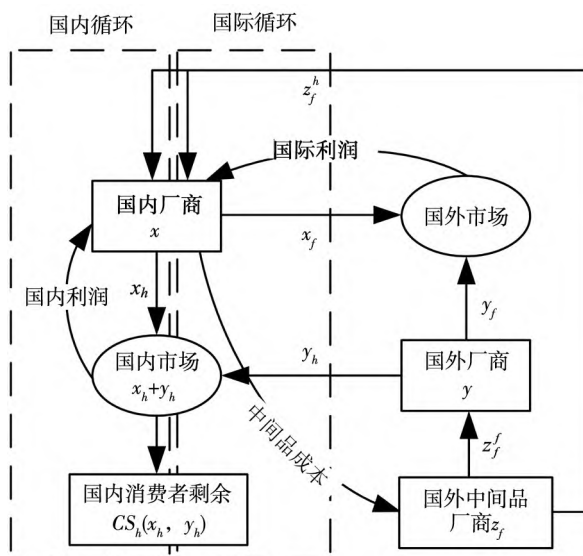 国内循环
国际循环
z_f^h
国际利润
国内厂商
x
x_f
国外市场
国内利润
x_h
y_f
国内市场
x_h+y_h
y_h
国外厂商
y
中间品成本
z_f^f
国内消费者剩余
CS_h(x_h, y_h)
国外中间品
厂商z_f